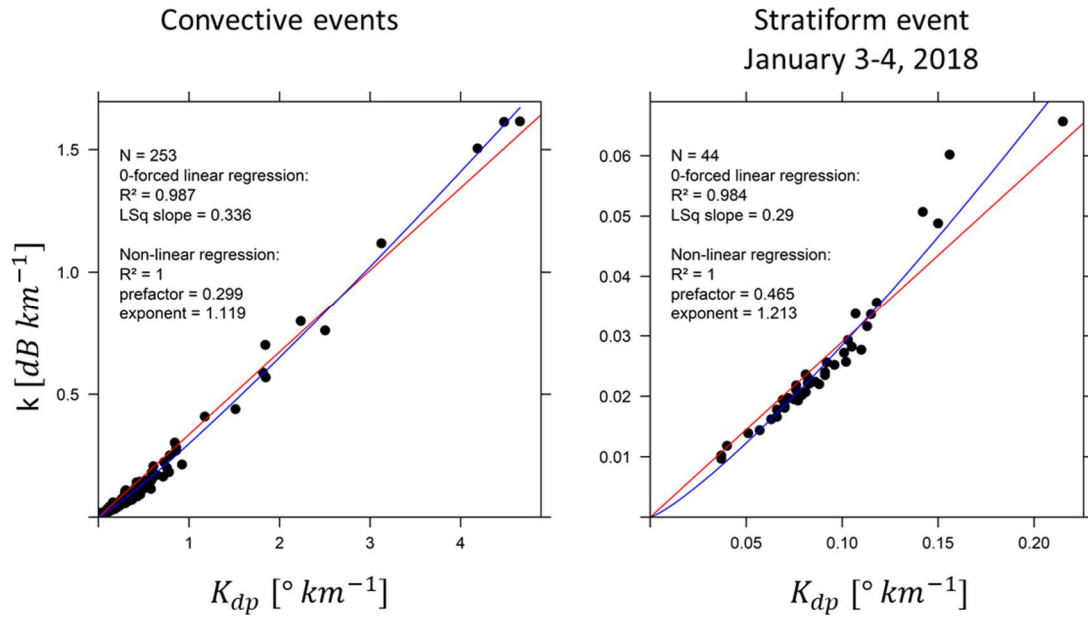 Convective events
1.5
1.0
0.5
N = 253
0-forced linear regression:
R² = 0.987
LSq slope = 0.336
Non-linear regression:
R² = 1
prefactor = 0.299
exponent = 1.119
1 2 3 4
k [dB km⁻¹]
K_dp [° km⁻¹]
Stratiform event
January 3-4, 2018
0.06
0.05
0.04
0.03
0.02
0.01
N = 44
0-forced linear regression:
R² = 0.984
LSq slope = 0.29
Non-linear regression:
R² = 1
prefactor = 0.465
exponent = 1.213
0.05 0.10 0.15 0.20
K_dp [° km⁻¹]